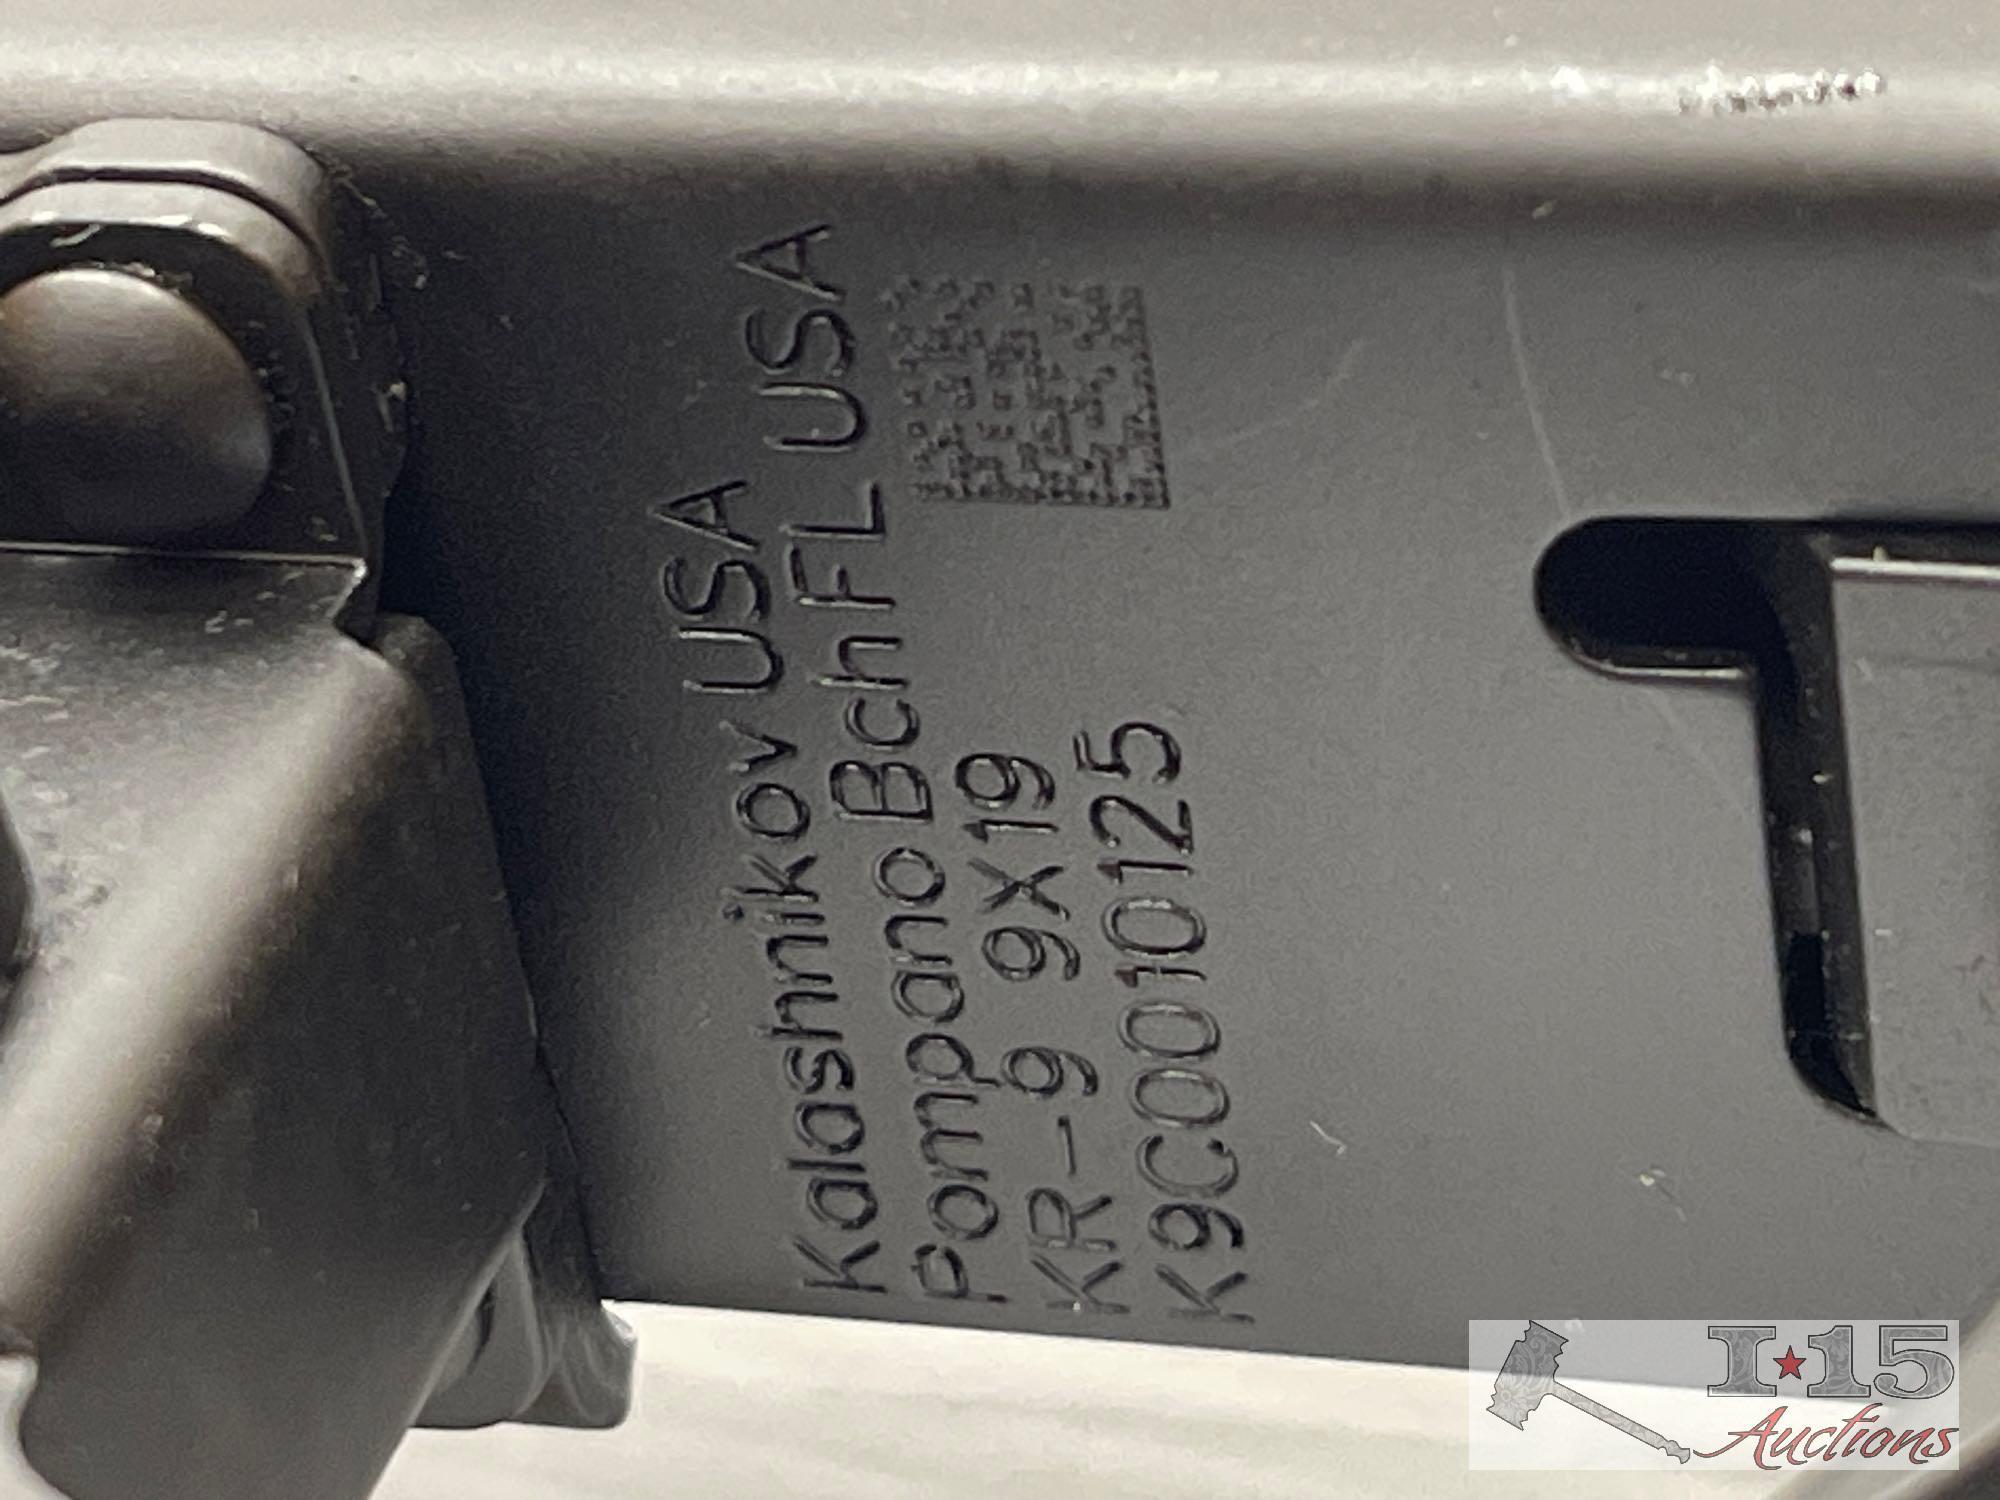 Kalashnikov USA
Pompano Bch FL USA
KR-9 9X19
K9C0010125
I★15
Auctions